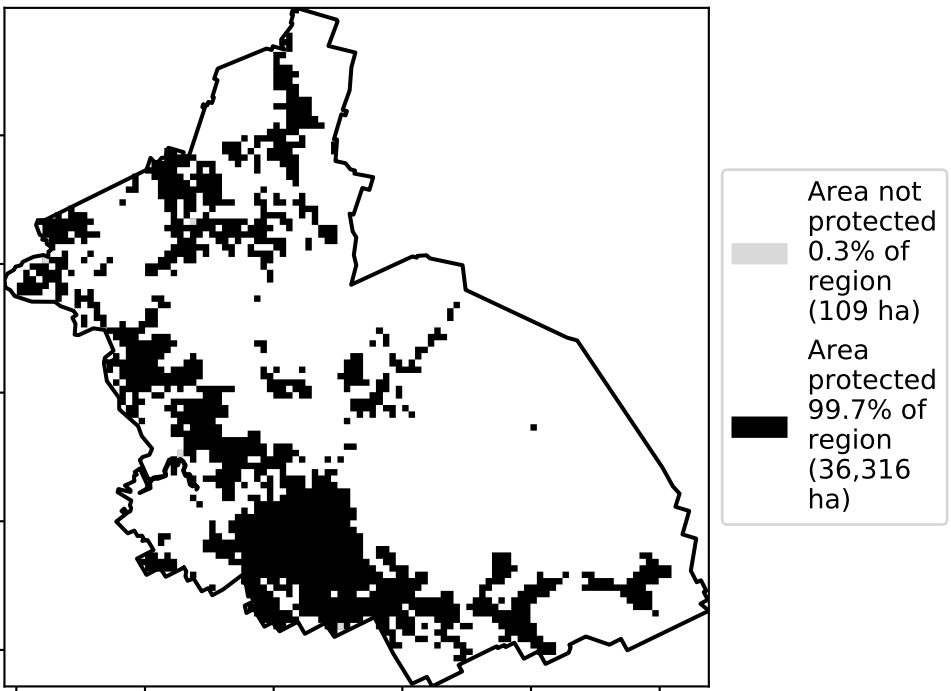 Area not
protected
0.3% of
region
(109 ha)
Area
protected
99.7% of
region
(36,316
ha)